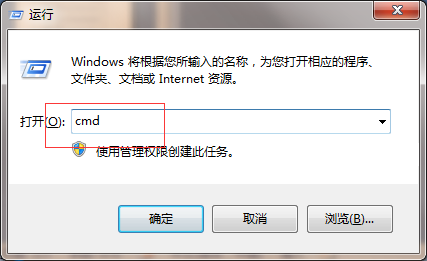 运行
Windows 将根据您所输入的名称，为您打开相应的程序、
文件夹、文档或 Internet 资源。
打开(O): cmd
使用管理权限创建此任务。
确定 取消 浏览(B)...